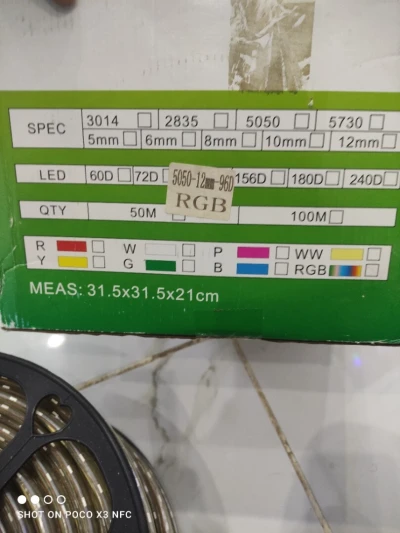 SPEC 3014 2835 5050 5730
5mm 6mm 8mm 10mm 12mm
LED 60D 72D 156D 180D 240D
5050-12mm-96D
RGB
QTY 50M 100M
R W P WW
Y G B RGB
MEAS: 31.5x31.5x21cm
SHOT ON POCO X3 NFC